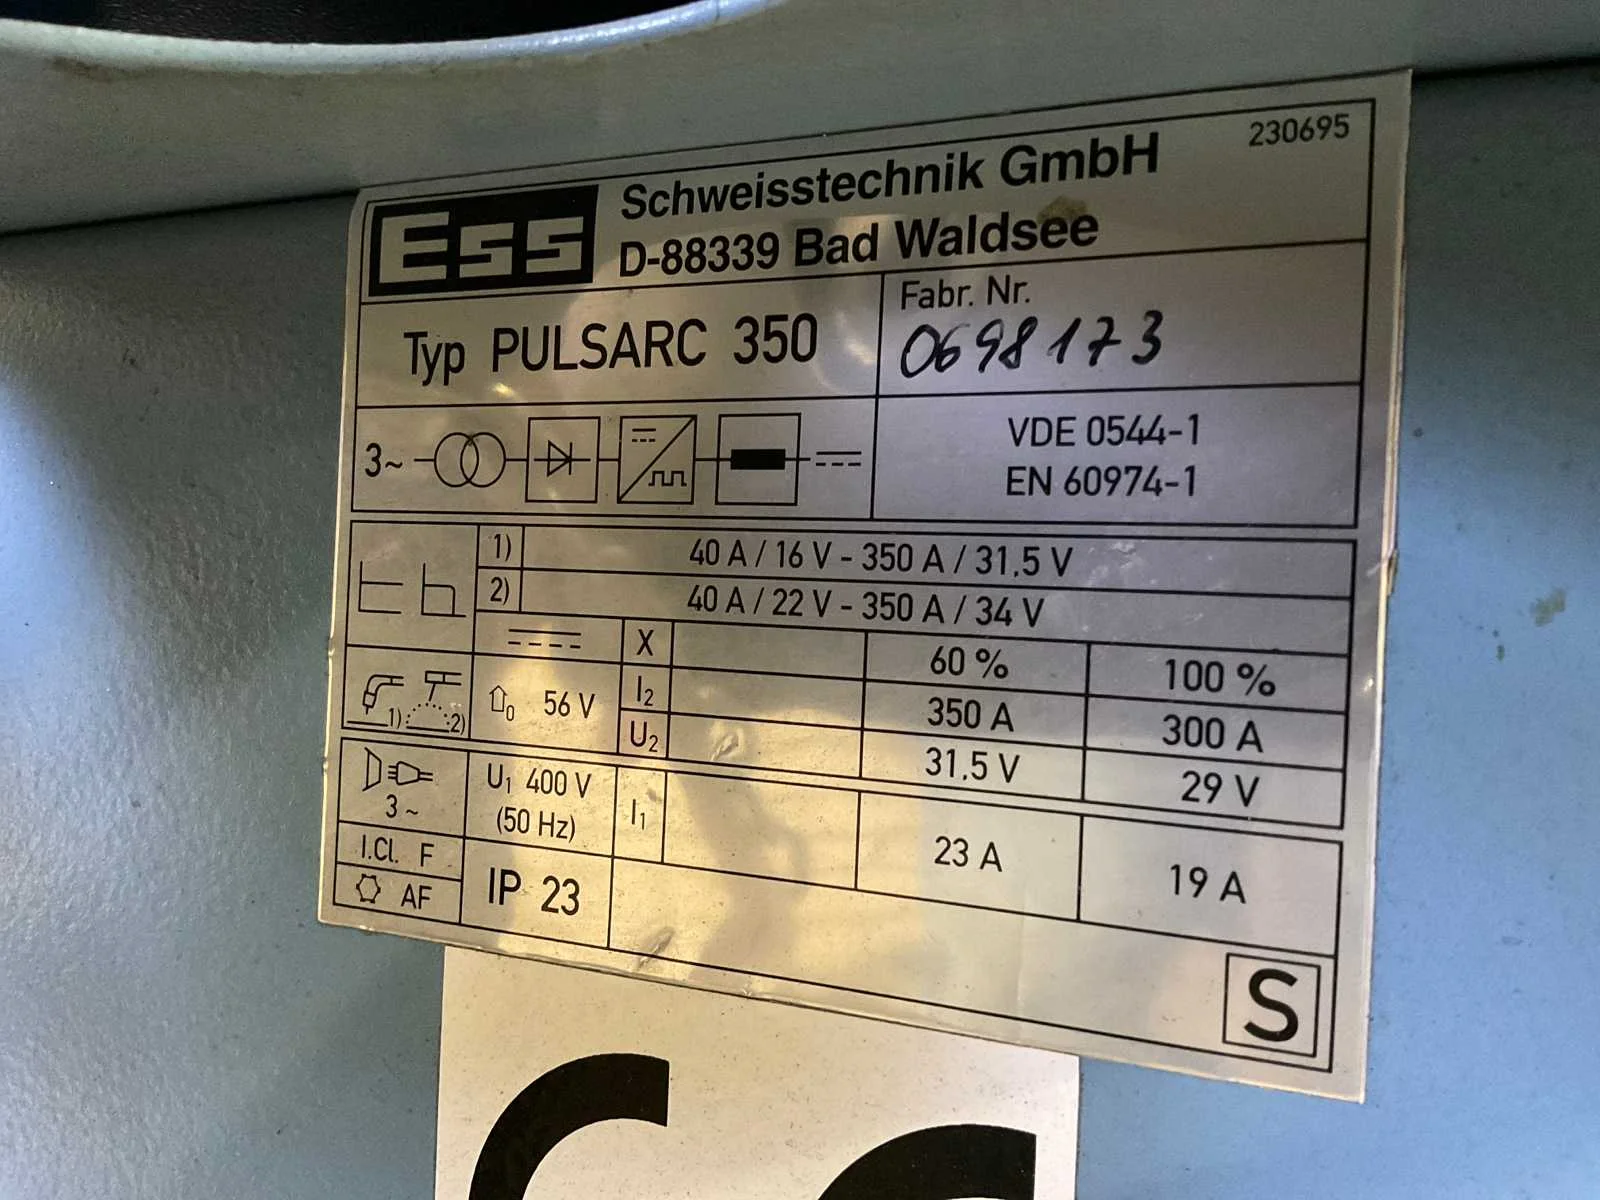 230695
ESS Schweisstechnik GmbH
D-88339 Bad Waldsee
Typ PULSARC 350
Fabr. Nr.
0698173
3~
VDE 0544-1
EN 60974-1
1) 40 A / 16 V - 350 A / 31,5 V
2) 40 A / 22 V - 350 A / 34 V
X 60 % 100 %
1) 2) U0 56 V I2 350 A 300 A
U2 31,5 V 29 V
3~ U1 400 V (50 Hz) I1 23 A 19 A
I.Cl. F
AF
IP 23
S
CE